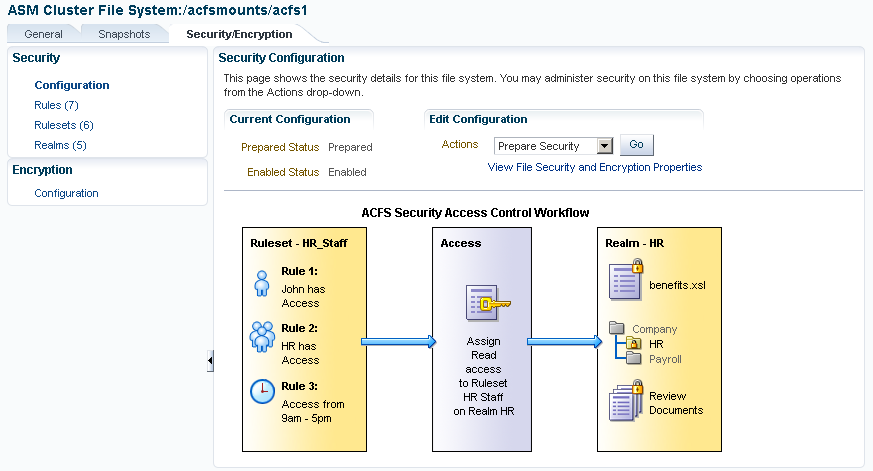 ASM Cluster File System:/acfsmounts/acfs1
General
Snapshots
Security/Encryption
Security
Configuration
Rules (7)
Rulesets (6)
Realms (5)
Encryption
Configuration
Security Configuration
This page shows the security details for this file system. You may administer security on this file system by choosing operations
from the Actions drop-down.
Current Configuration
Prepared Status Prepared
Enabled Status Enabled
Edit Configuration
Actions Prepare Security Go
View File Security and Encryption Properties
ACFS Security Access Control Workflow
Ruleset - HR_Staff
Rule 1:
John has
Access
Rule 2:
HR has
Access
Rule 3:
Access from
9am - 5pm
Access
Assign
Read
access
to Ruleset
HR Staff
on Realm HR
Realm - HR
benefits.xsl
Company
HR
Payroll
Review
Documents